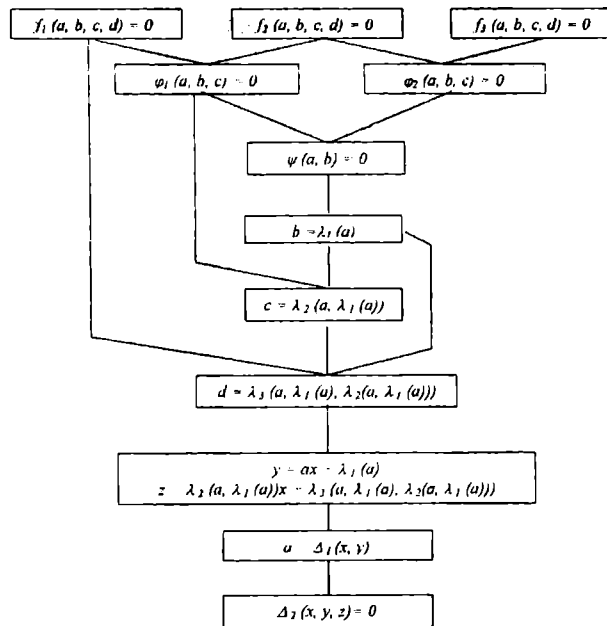 f₁ (a, b, c, d) = 0
f₂ (a, b, c, d) = 0
f₃ (a, b, c, d) = 0
φ₁ (a, b, c) = 0
φ₂ (a, b, c) = 0
ψ (a, b) = 0
b = λ₁ (a)
c = λ₂ (a, λ₁ (a))
d = λ₃ (a, λ₁ (a), λ₂(a, λ₁ (a)))
y = ax − λ₁ (a)
z λ₂ (a, λ₁ (a))x − λ₃ (a, λ₁ (a), λ₂(a, λ₁ (a)))
a Δ₁ (x, y)
Δ₂ (x, y, z) = 0